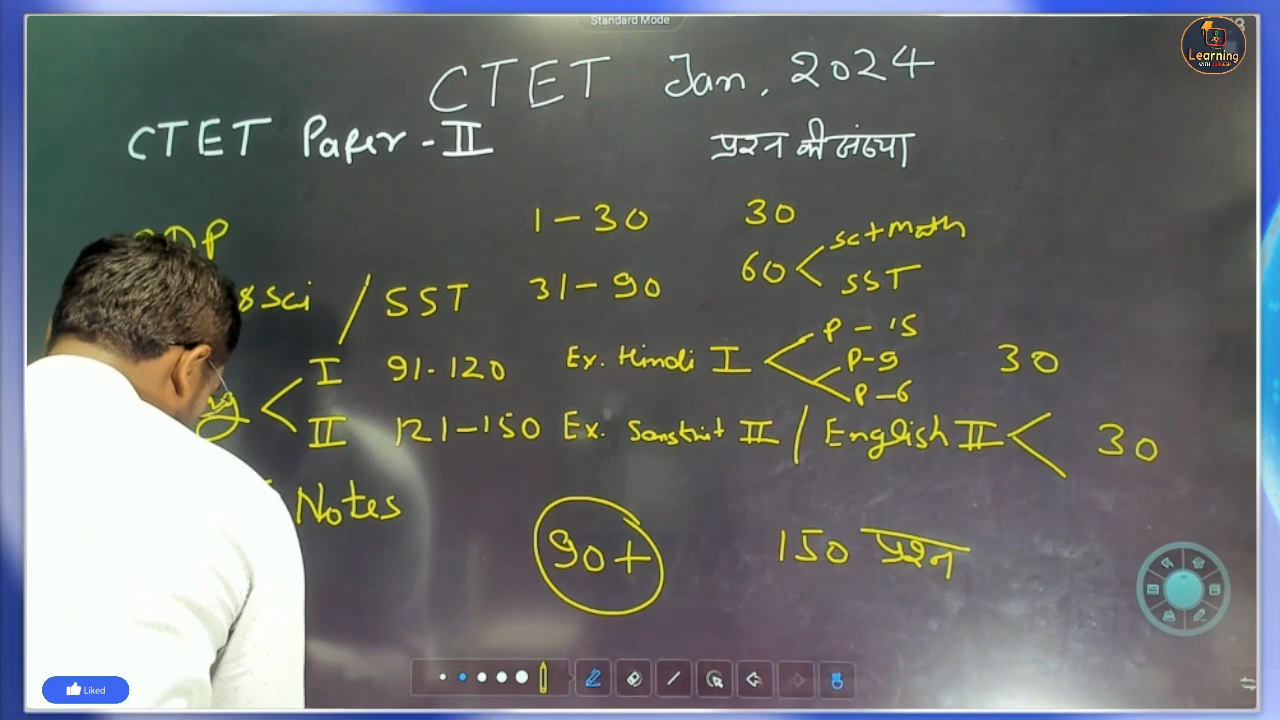 Standard Mode
Learning
CTET Jan, 2024
CTET Paper - II प्रश्न की संख्या
CDP 1 - 30 30
sci / SST 31 - 90 60 < sc + math
SST
I 91 - 120 Ex. Hindi I < P - 15
P - 9
P - 6
30
II 121 - 150 Ex. Sanskrit II / English II < 30
Notes
90+ 150 प्रश्न
Liked